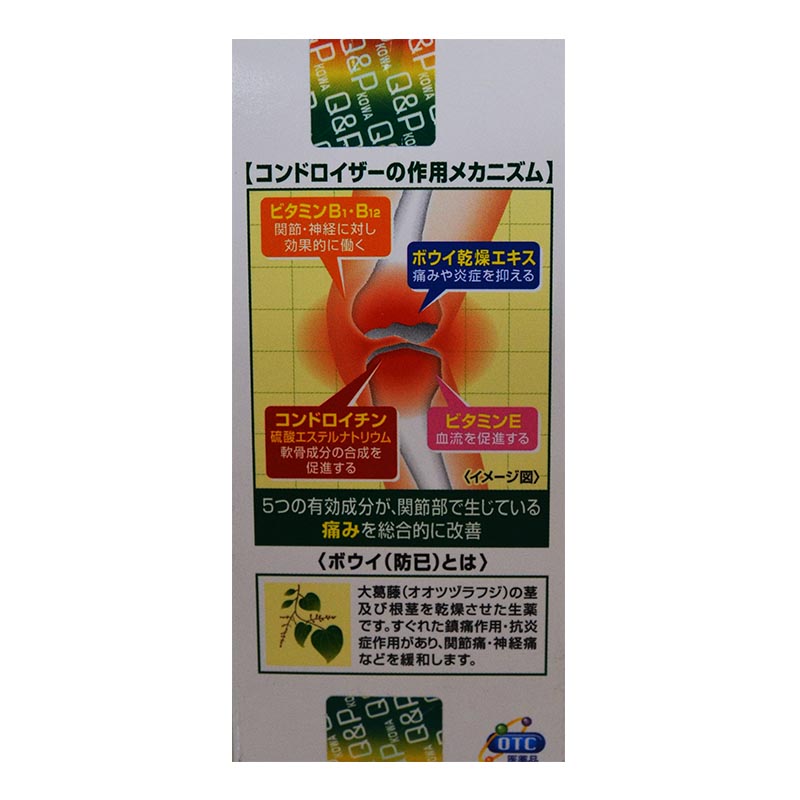 Q&P KOWA
【コンドロイザーの作用メカニズム】
ビタミンB1・B12
関節・神経に対し
効果的に働く
ボウイ乾燥エキス
痛みや炎症を抑える
コンドロイチン
硫酸エステルナトリウム
軟骨成分の合成を
促進する
ビタミンE
血流を促進する
〈イメージ図〉
5つの有効成分が、関節部で生じている
痛みを総合的に改善
〈ボウイ(防已)とは〉
大葛藤(オオツヅラフジ)の茎
及び根茎を乾燥させた生薬
です。すぐれた鎮痛作用・抗炎
症作用があり、関節痛・神経痛
などを緩和します。
Q&P KOWA
OTC
医薬品